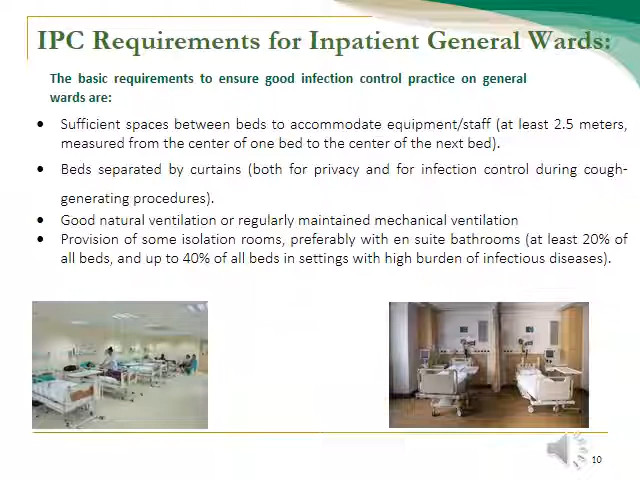 IPC Requirements for Inpatient General Wards:
The basic requirements to ensure good infection control practice on general
wards are:
• Sufficient spaces between beds to accommodate equipment/staff (at least 2.5 meters,
measured from the center of one bed to the center of the next bed).
• Beds separated by curtains (both for privacy and for infection control during cough-
generating procedures).
• Good natural ventilation or regularly maintained mechanical ventilation
• Provision of some isolation rooms, preferably with en suite bathrooms (at least 20% of
all beds, and up to 40% of all beds in settings with high burden of infectious diseases).
10